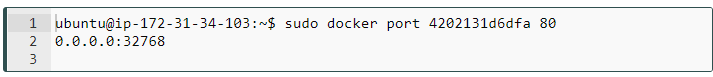 1 ubuntu@ip-172-31-34-103:~$ sudo docker port 4202131d6dfa 80
2 0.0.0.0:32768
3